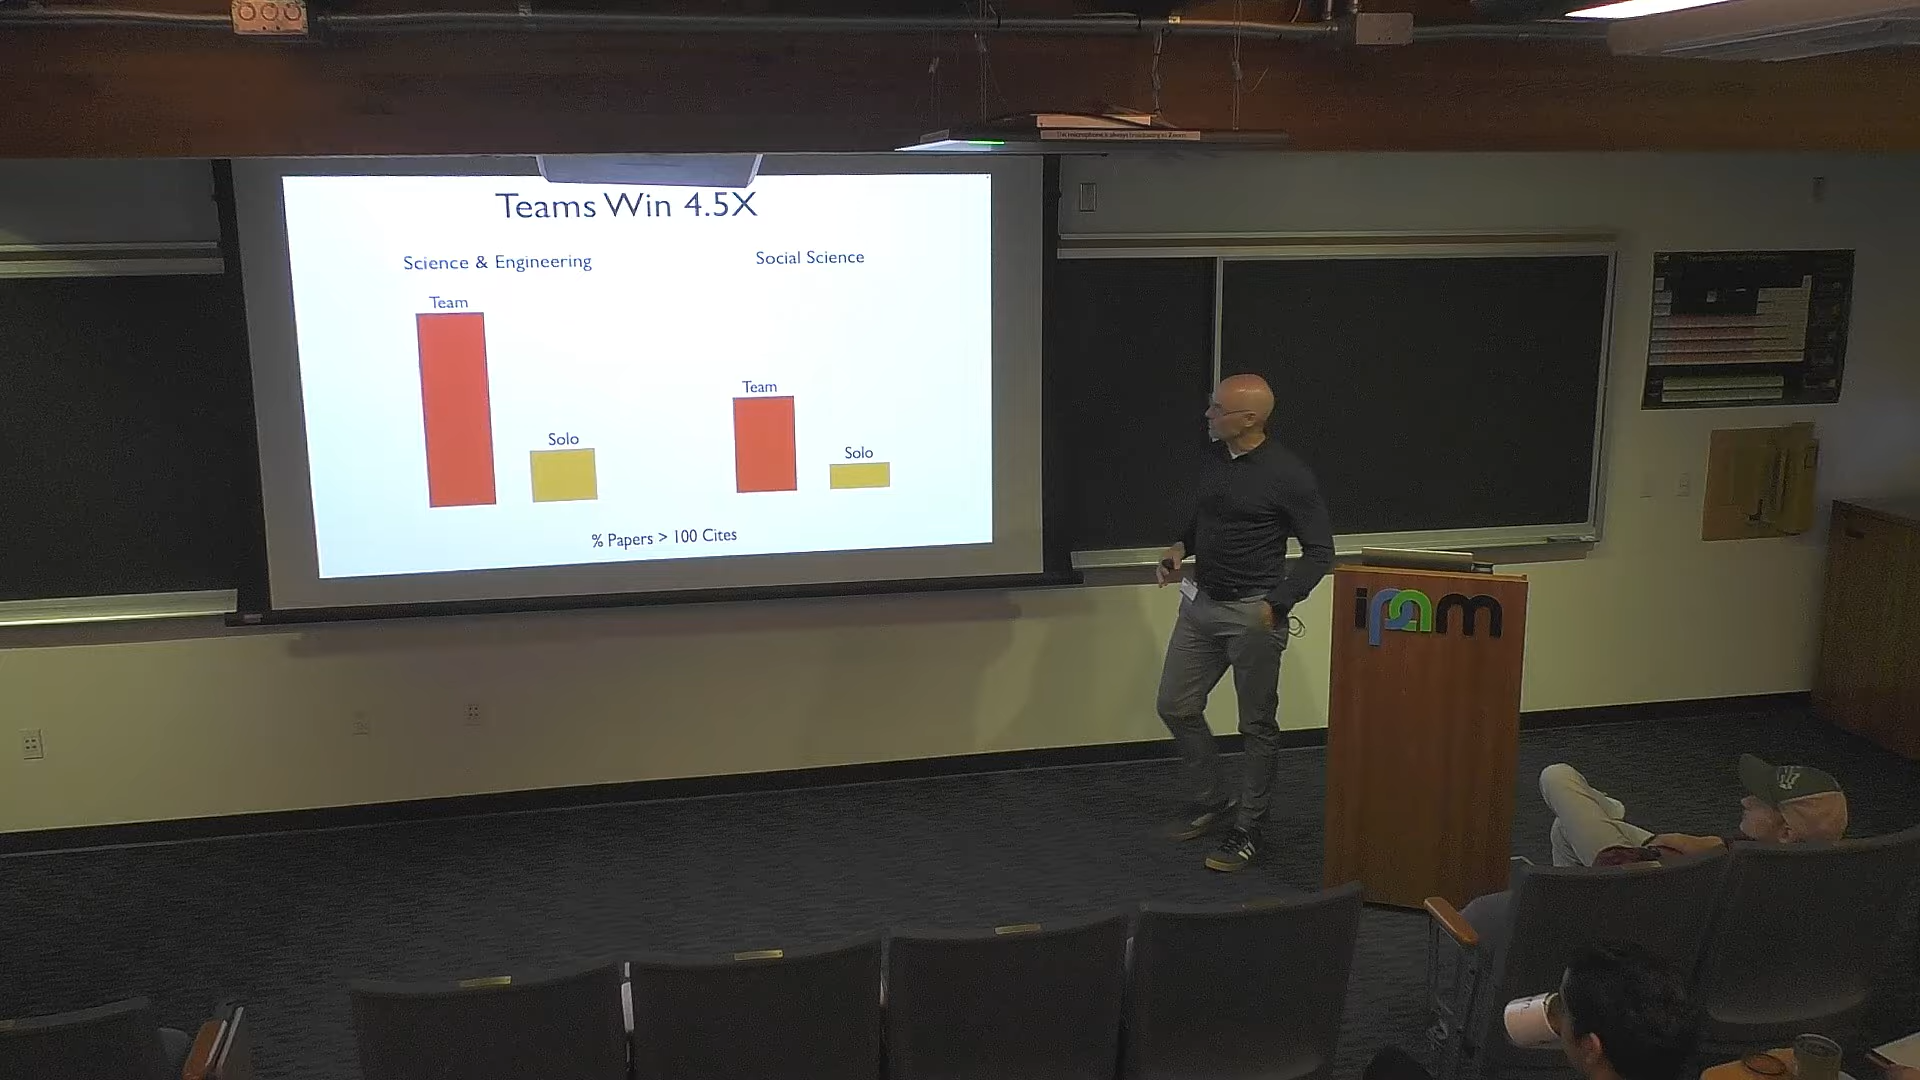 Teams Win 4.5X
Science & Engineering
Social Science
Team
Solo
Team
Solo
% Papers > 100 Cites
ipam